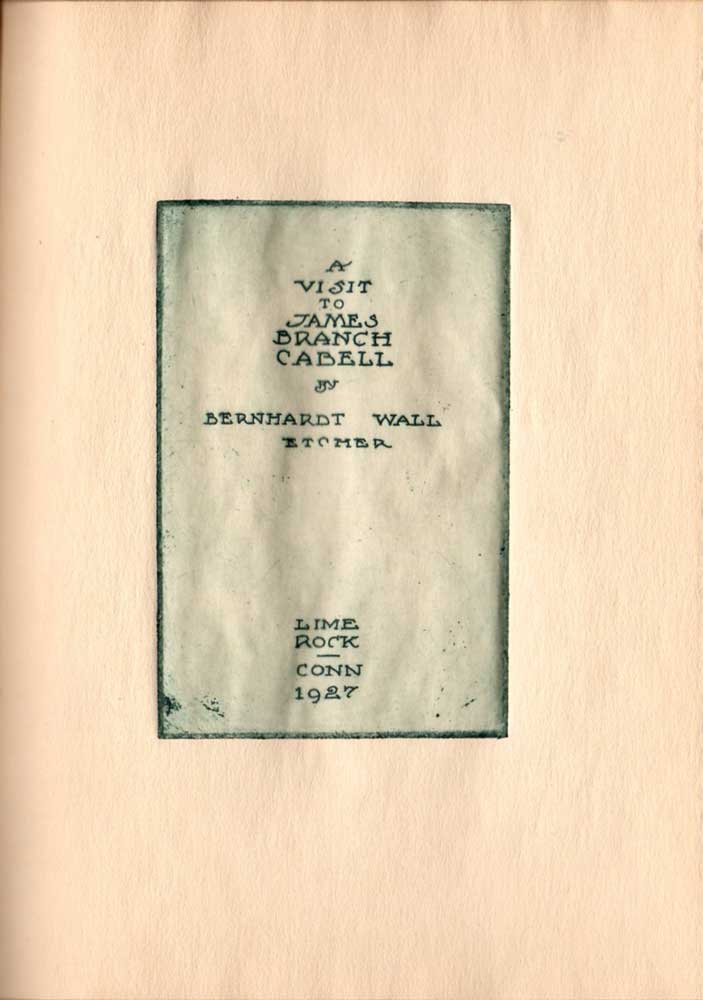 A
VISIT
TO
JAMES
BRANCH
CABELL
BY
BERNHARDT WALL
ETCHER
LIME
ROCK
CONN
1927